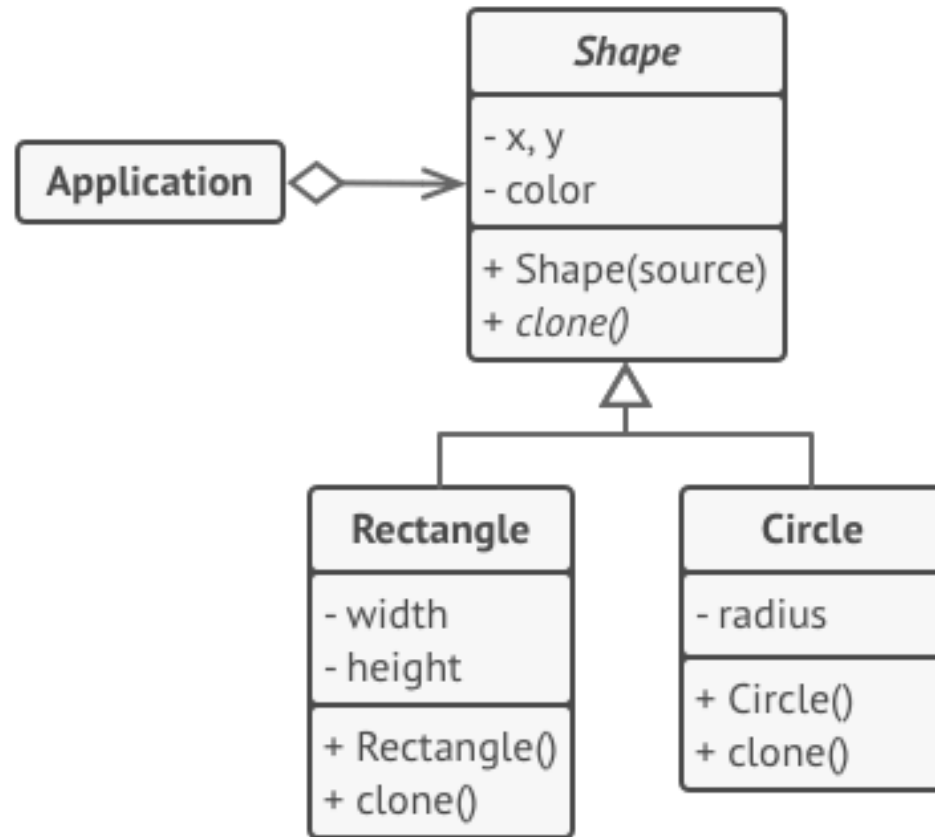 Shape
- x, y
- color
+ Shape(source)
+ clone()
Application
Rectangle
- width
- height
+ Rectangle()
+ clone()
Circle
- radius
+ Circle()
+ clone()